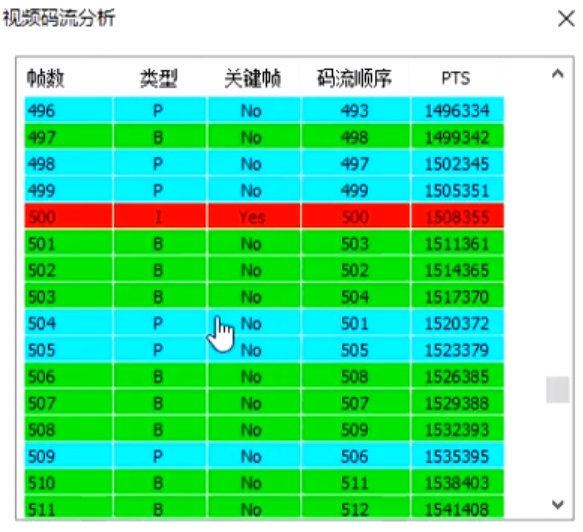 视频码流分析
帧数 类型 关键帧 码流顺序 PTS
496 P No 493 1496334
497 B No 498 1499342
498 P No 497 1502345
499 P No 499 1505351
500 I Yes 500 1508355
501 B No 503 1511361
502 B No 502 1514365
503 B No 504 1517370
504 P No 501 1520372
505 P No 505 1523379
506 B No 508 1526385
507 B No 507 1529388
508 B No 509 1532393
509 P No 506 1535395
510 B No 511 1538403
511 B No 512 1541408